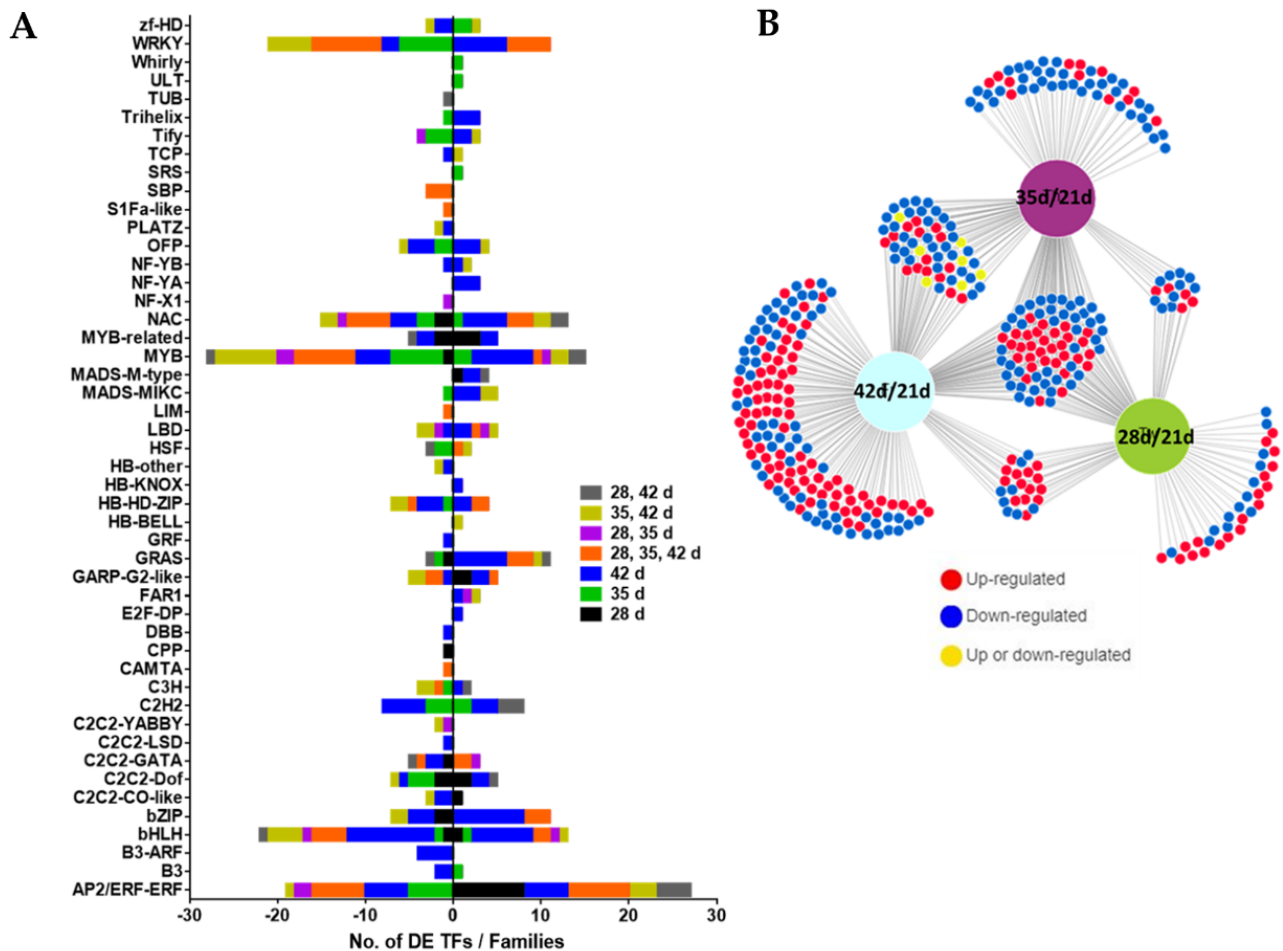 A
zf-HD
WRKY
Whirly
ULT
TUB
Trihelix
Tify
TCP
SRS
SBP
S1Fa-like
PLATZ
OFP
NF-YB
NF-YA
NF-X1
NAC
MYB-related
MYB
MADS-M-type
MADS-MIKC
LIM
LBD
HSF
HB-other
HB-KNOX
HB-HD-ZIP
HB-BELL
GRF
GRAS
GARP-G2-like
FAR1
E2F-DP
DBB
CPP
CAMTA
C3H
C2H2
C2C2-YABBY
C2C2-LSD
C2C2-GATA
C2C2-Dof
C2C2-CO-like
bZIP
bHLH
B3-ARF
B3
AP2/ERF-ERF
-30
-20
-10
0
10
20
30
No. of DE TFs / Families
28, 42 d
35, 42 d
28, 35 d
28, 35, 42 d
42 d
35 d
28 d
B
35d/21d
42d/21d
28d/21d
Up-regulated
Down-regulated
Up or down-regulated